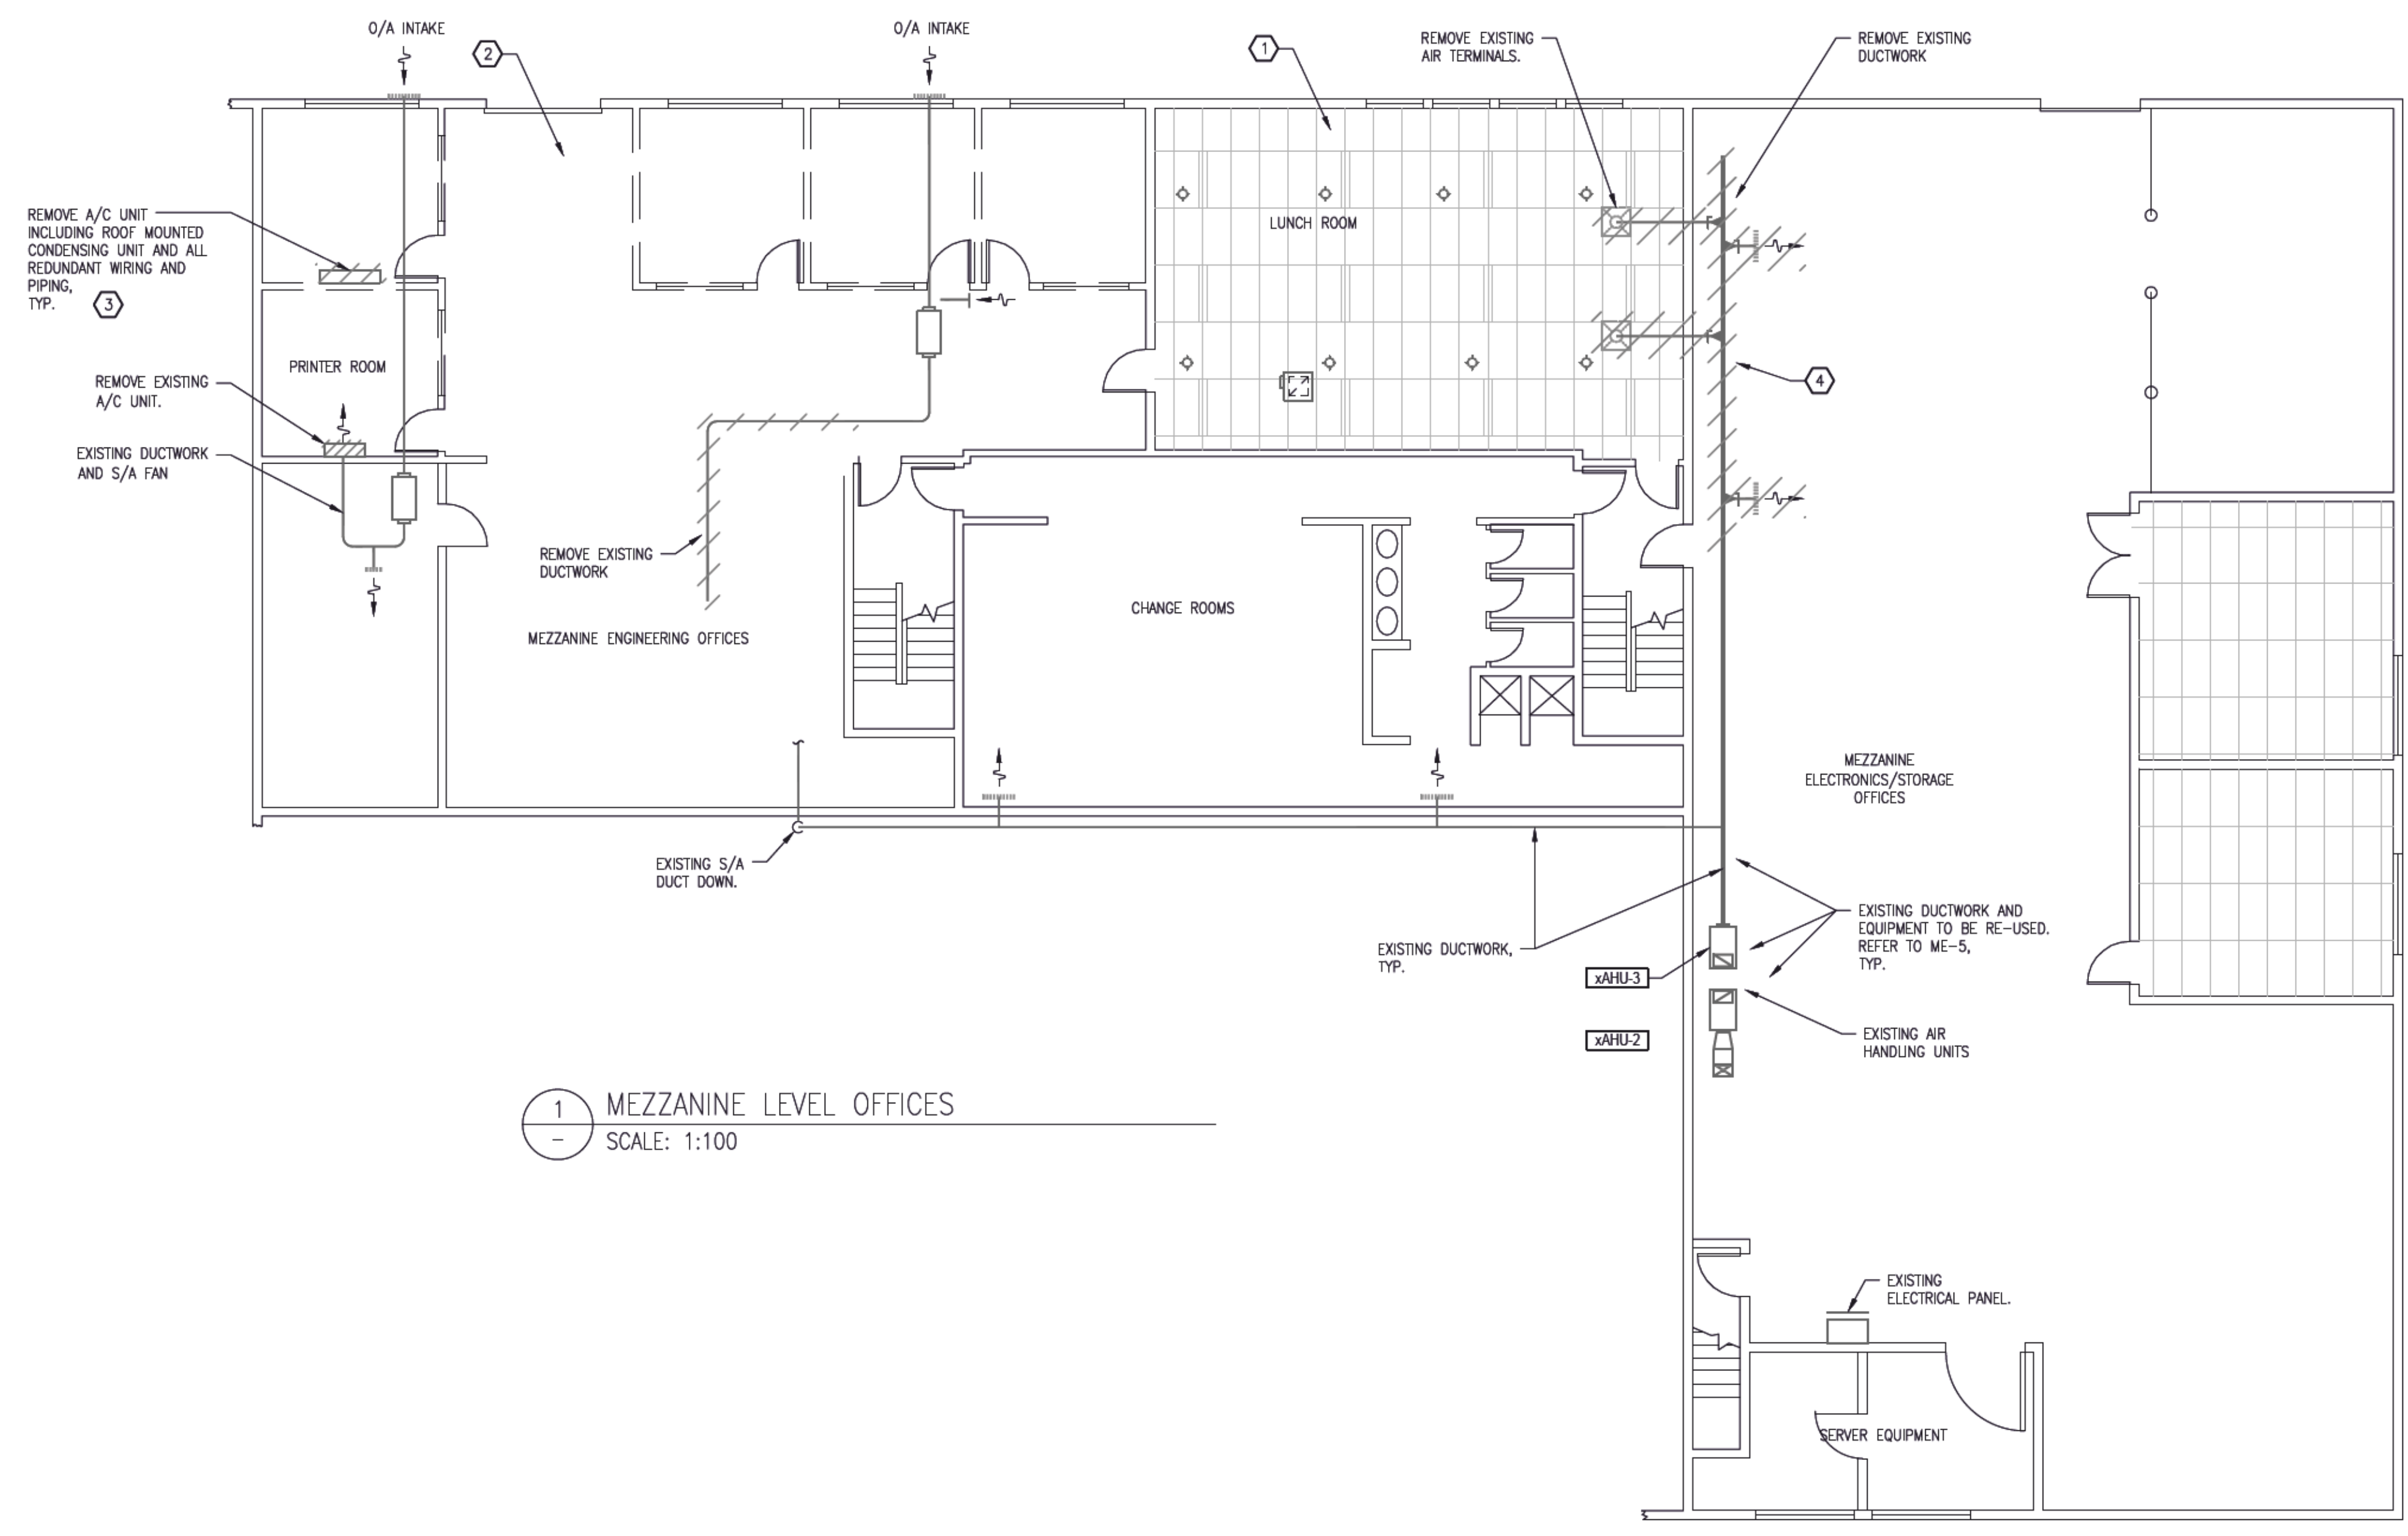 O/A INTAKE
2
O/A INTAKE
1
REMOVE EXISTING
AIR TERMINALS.
REMOVE EXISTING
DUCTWORK
REMOVE A/C UNIT
INCLUDING ROOF MOUNTED
CONDENSING UNIT AND ALL
REDUNDANT WIRING AND
PIPING,
TYP.
3
LUNCH ROOM
PRINTER ROOM
REMOVE EXISTING
A/C UNIT.
4
EXISTING DUCTWORK
AND S/A FAN
REMOVE EXISTING
DUCTWORK
MEZZANINE ENGINEERING OFFICES
CHANGE ROOMS
MEZZANINE
ELECTRONICS/STORAGE
OFFICES
EXISTING S/A
DUCT DOWN.
EXISTING DUCTWORK,
TYP.
EXISTING DUCTWORK AND
EQUIPMENT TO BE RE-USED.
REFER TO ME-5,
TYP.
xAHU-3
xAHU-2
EXISTING AIR
HANDLING UNITS
1
-
MEZZANINE LEVEL OFFICES
SCALE: 1:100
EXISTING
ELECTRICAL PANEL.
SERVER EQUIPMENT